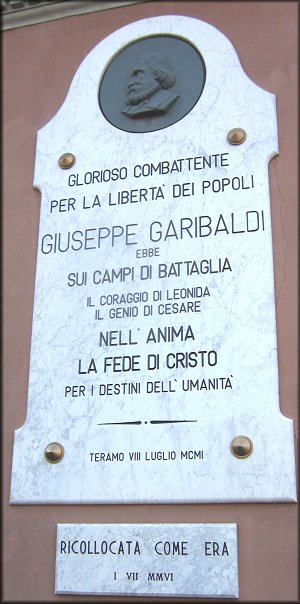 GLORIOSO COMBATTENTE
PER LA LIBERTA' DEI POPOLI
GIUSEPPE GARIBALDI
EBBE
SUI CAMPI DI BATTAGLIA
IL CORAGGIO DI LEONIDA
IL GENIO DI CESARE
NELL' ANIMA
LA FEDE DI CRISTO
PER I DESTINI DELL' UMANITA'
TERAMO VIII LUGLIO MCMI
RICOLLOCATA COME ERA
I VII MMVI